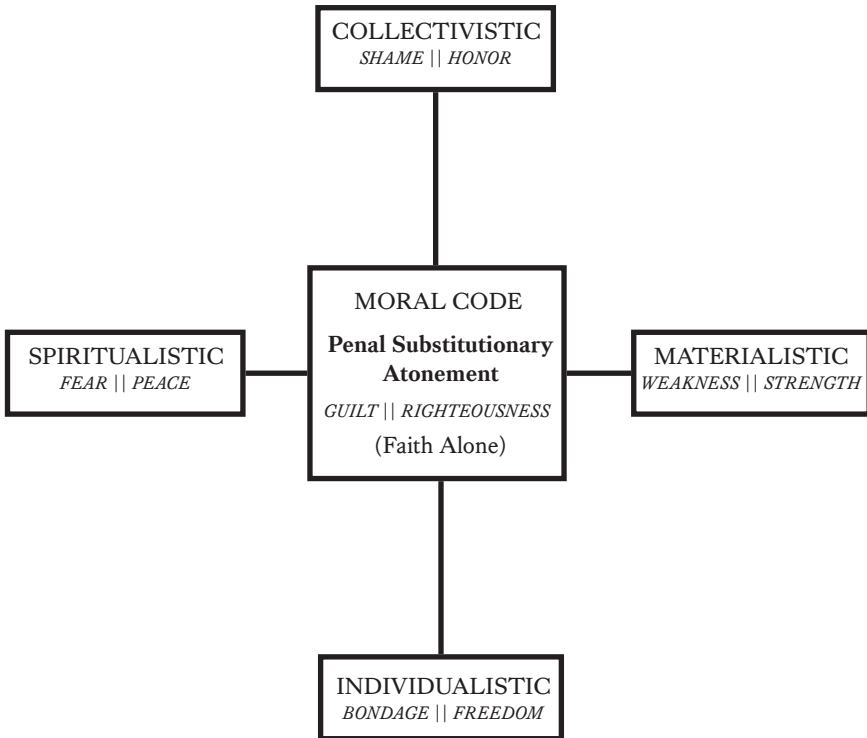 COLLECTIVISTIC
SHAME || HONOR
MORAL CODE
Penal Substitutionary
Atonement
GUILT || RIGHTEOUSNESS
(Faith Alone)
SPIRITUALISTIC
FEAR || PEACE
MATERIALISTIC
WEAKNESS || STRENGTH
INDIVIDUALISTIC
BONDAGE || FREEDOM